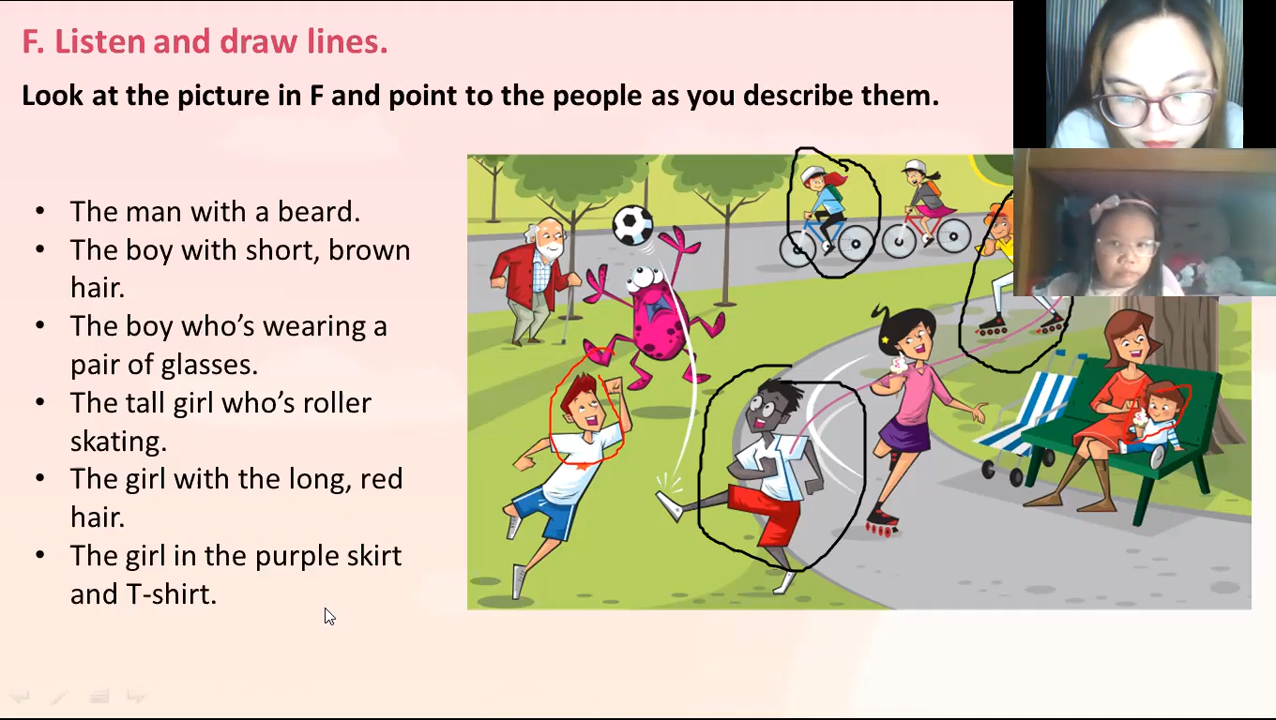 F. Listen and draw lines.
Look at the picture in F and point to the people as you describe them.
• The man with a beard.
• The boy with short, brown
hair.
• The boy who’s wearing a
pair of glasses.
• The tall girl who’s roller
skating.
• The girl with the long, red
hair.
• The girl in the purple skirt
and T-shirt.